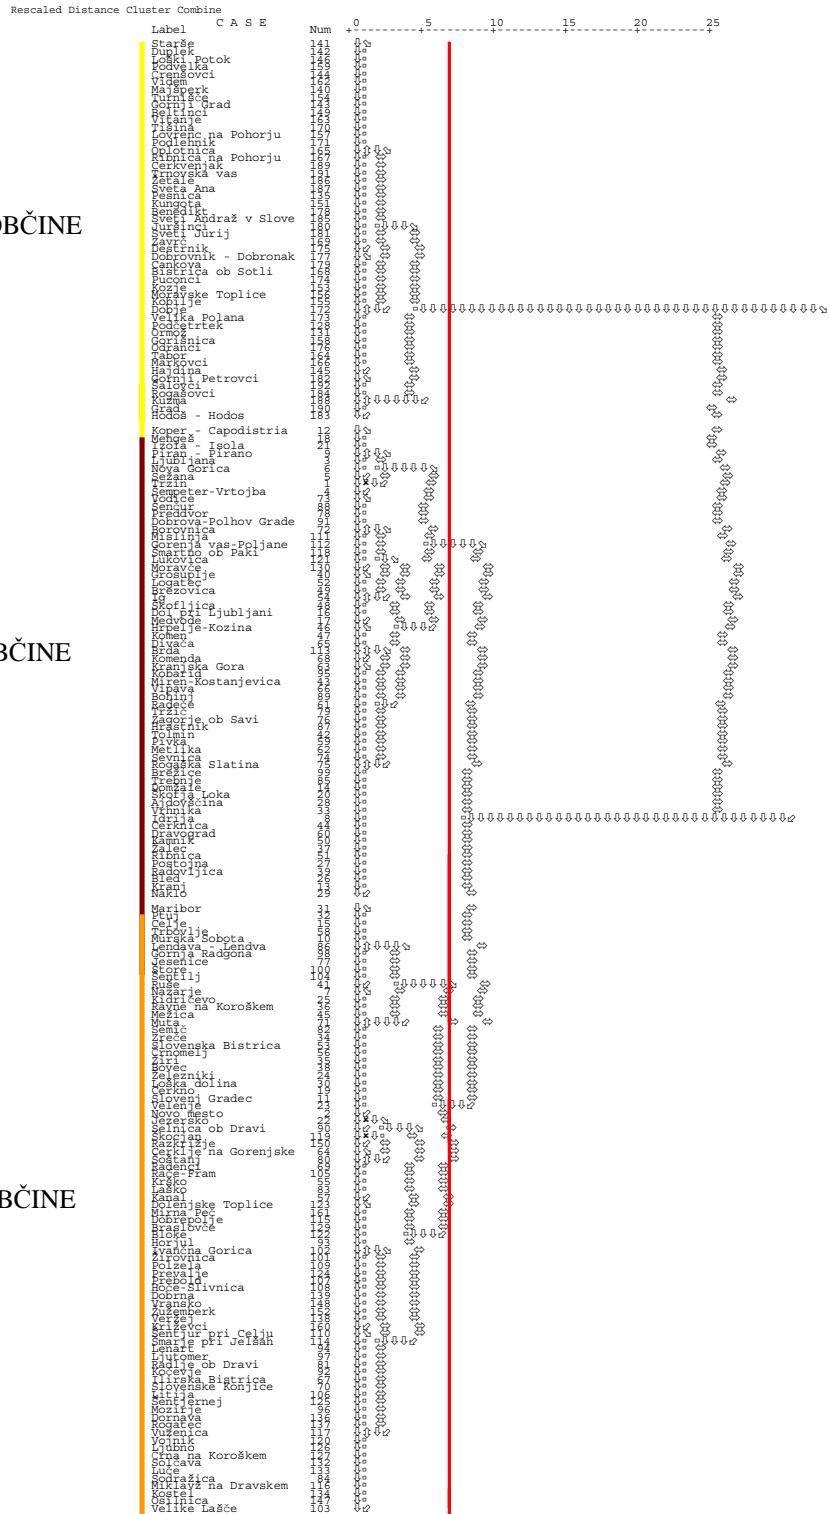 Rescaled Distance Cluster Combine
C A S E 0 5 10 15 20 25
Label Num +---------+---------+---------+---------+---------+
Starše 141
Duplek 142
Loški Potok 146
Podvelka 159
Črenšovci 144
Videm 162
Majšperk 140
Turnišče 154
Gornji Grad 143
Beltinci 149
Vitanje 163
Tišina 170
Lovrenc na Pohorju 157
Podlehnik 171
Oplotnica 165
Ribnica na Pohorju 167
Cerkvenjak 189
Trnovska vas 191
Žetale 186
Sveta Ana 187
Pesnica 135
Kungota 151
Benedikt 178
Sveti Andraž v Slove 185
OBČINE
Juršinci 180
Sveti Jurij 181
Zavrč 169
Destrnik 175
Dobrovnik - Dobronak 177
Cankova 179
Bistrica ob Sotli 168
Puconci 174
Kozje 153
Moravske Toplice 156
Kobilje 155
Dobje 172
Velika Polana 173
Podčetrtek 128
Ormož 131
Gorišnica 158
Odranci 176
Tabor 164
Markovci 166
Hajdina 145
Gornji Petrovci 182
Šalovci 192
Rogašovci 184
Kuzma 188
Grad 190
Hodoš - Hodos 183
Koper - Capodistria 12
Mengeš 18
Izola - Isola 21
Piran - Pirano 9
Ljubljana 3
Nova Gorica 6
Sežana 5
Trzin 1
Šempeter-Vrtojba 4
Vodice 73
Šenčur 88
Preddvor 78
Dobrova-Polhov Grade 91
Borovnica 72
Mislinja 111
Gorenja vas-Poljane 112
Šmartno ob Paki 118
Lukovica 121
Moravče 130
Grosuplje 40
Logatec 52
Brezovica 49
Ig 54
Škofljica 48
Dol pri Ljubljani 16
Medvode 17
Hrpelje-Kozina 46
Komen 47
Divača 65
BČINE
Brda 113
Komenda 68
Kranjska Gora 63
Kobarid 95
Miren-Kostanjevica 43
Vipava 66
Bohinj 89
Radeče 61
Tržič 79
Zagorje ob Savi 76
Hrastnik 87
Tolmin 42
Pivka 59
Metlika 62
Sevnica 74
Rogaška Slatina 75
Brežice 99
Trebnje 85
Domžale 14
Škofja Loka 20
Ajdovščina 28
Vrhnika 33
Idrija 8
Cerknica 44
Dravograd 60
Kamnik 50
Žalec 37
Ribnica 51
Postojna 27
Radovljica 39
Bled 26
Kranj 13
Naklo 29
Maribor 31
Ptuj 32
Celje 15
Trbovlje 58
Murska Sobota 10
Lendava - Lendva 86
Gornja Radgona 98
Jesenice 77
Štore 100
Šentilj 104
Ruše 41
Nazarje 7
Kidričevo 25
Ravne na Koroškem 36
Mežica 45
Muta 71
Semič 82
Zreče 34
Slovenska Bistrica 53
Črnomelj 56
Žiri 35
Bovec 38
Železniki 24
Loška dolina 30
Cerkno 19
Slovenj Gradec 11
Velenje 23
Novo mesto 2
Jezersko 22
Selnica ob Dravi 90
Škocjan 119
Razkrižje 150
Cerklje na Gorenjske 64
Šoštanj 80
Radenci 69
Rače-Fram 105
Krško 55
Laško 83
BČINE
Kanal 57
Dolenjske Toplice 123
Mirna Peč 161
Dobrepolje 115
Braslovče 129
Bloke 122
Horjul 93
Ivančna Gorica 102
Žirovnica 101
Polzela 109
Prevalje 124
Prebold 107
Hoče-Slivnica 108
Dobrna 139
Vransko 148
Žužemberk 152
Veržej 138
Križevci 160
Šentjur pri Celju 110
Šmarje pri Jelšah 114
Lenart 94
Ljutomer 97
Radlje ob Dravi 81
Kočevje 92
Ilirska Bistrica 67
Slovenske Konjice 70
Litija 106
Šentjernej 125
Mozirje 96
Dornava 136
Rogatec 137
Vuzenica 117
Vojnik 120
Ljubno 126
Črna na Koroškem 127
Solčava 132
Luče 133
Sodražica 84
Miklavž na Dravskem 116
Kostel 134
Osilnica 147
Velike Lašče 103